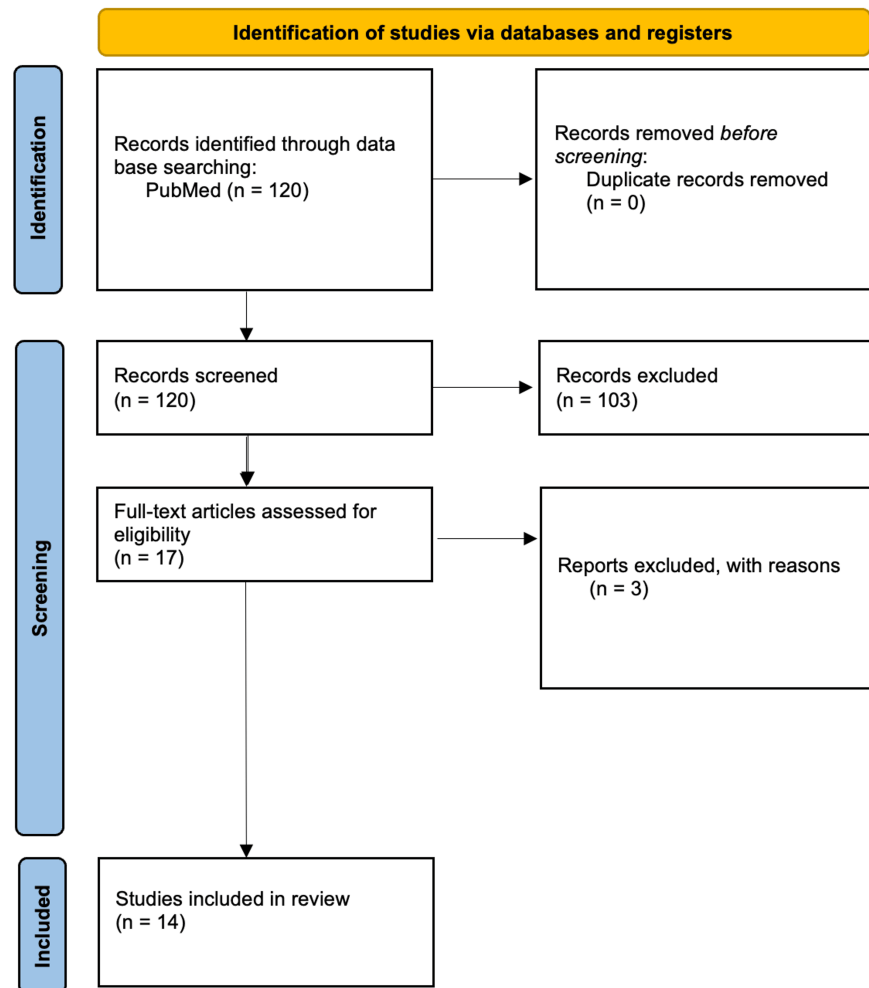 Identification of studies via databases and registers
Identification
Records identified through data
base searching:
PubMed (n = 120)
Records removed before
screening:
Duplicate records removed
(n = 0)
Screening
Records screened
(n = 120)
Records excluded
(n = 103)
Full-text articles assessed for
eligibility
(n = 17)
Reports excluded, with reasons
(n = 3)
Included
Studies included in review
(n = 14)